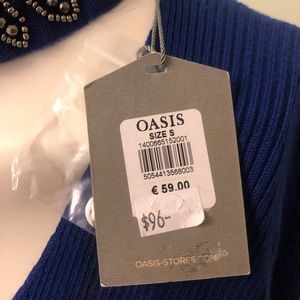 OASIS
SIZE S
1400665152001
5054413568003
€ 59.00
$96-
OASIS-STORES.COM